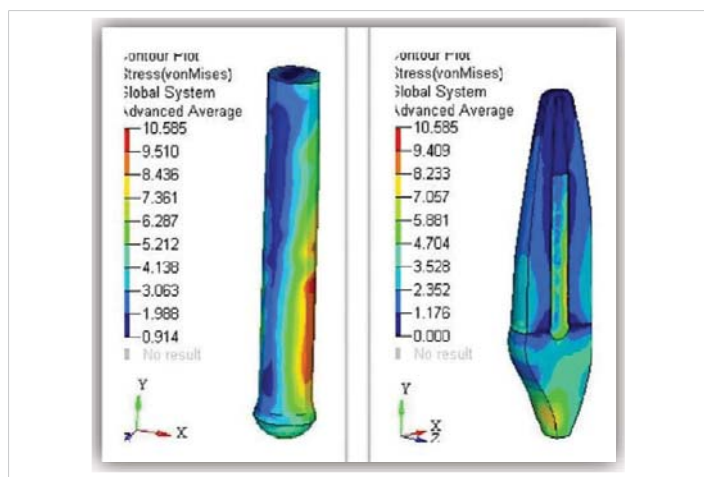 Contour Plot
Stress(vonMises)
Global System
Advanced Average
10.585
9.510
8.436
7.361
6.287
5.212
4.138
3.063
1.988
0.914
No result
Y
X
Contour Plot
Stress(vonMises)
Global System
Advanced Average
10.585
9.409
8.233
7.057
5.881
4.704
3.528
2.352
1.176
0.000
No result
Y
X
Z